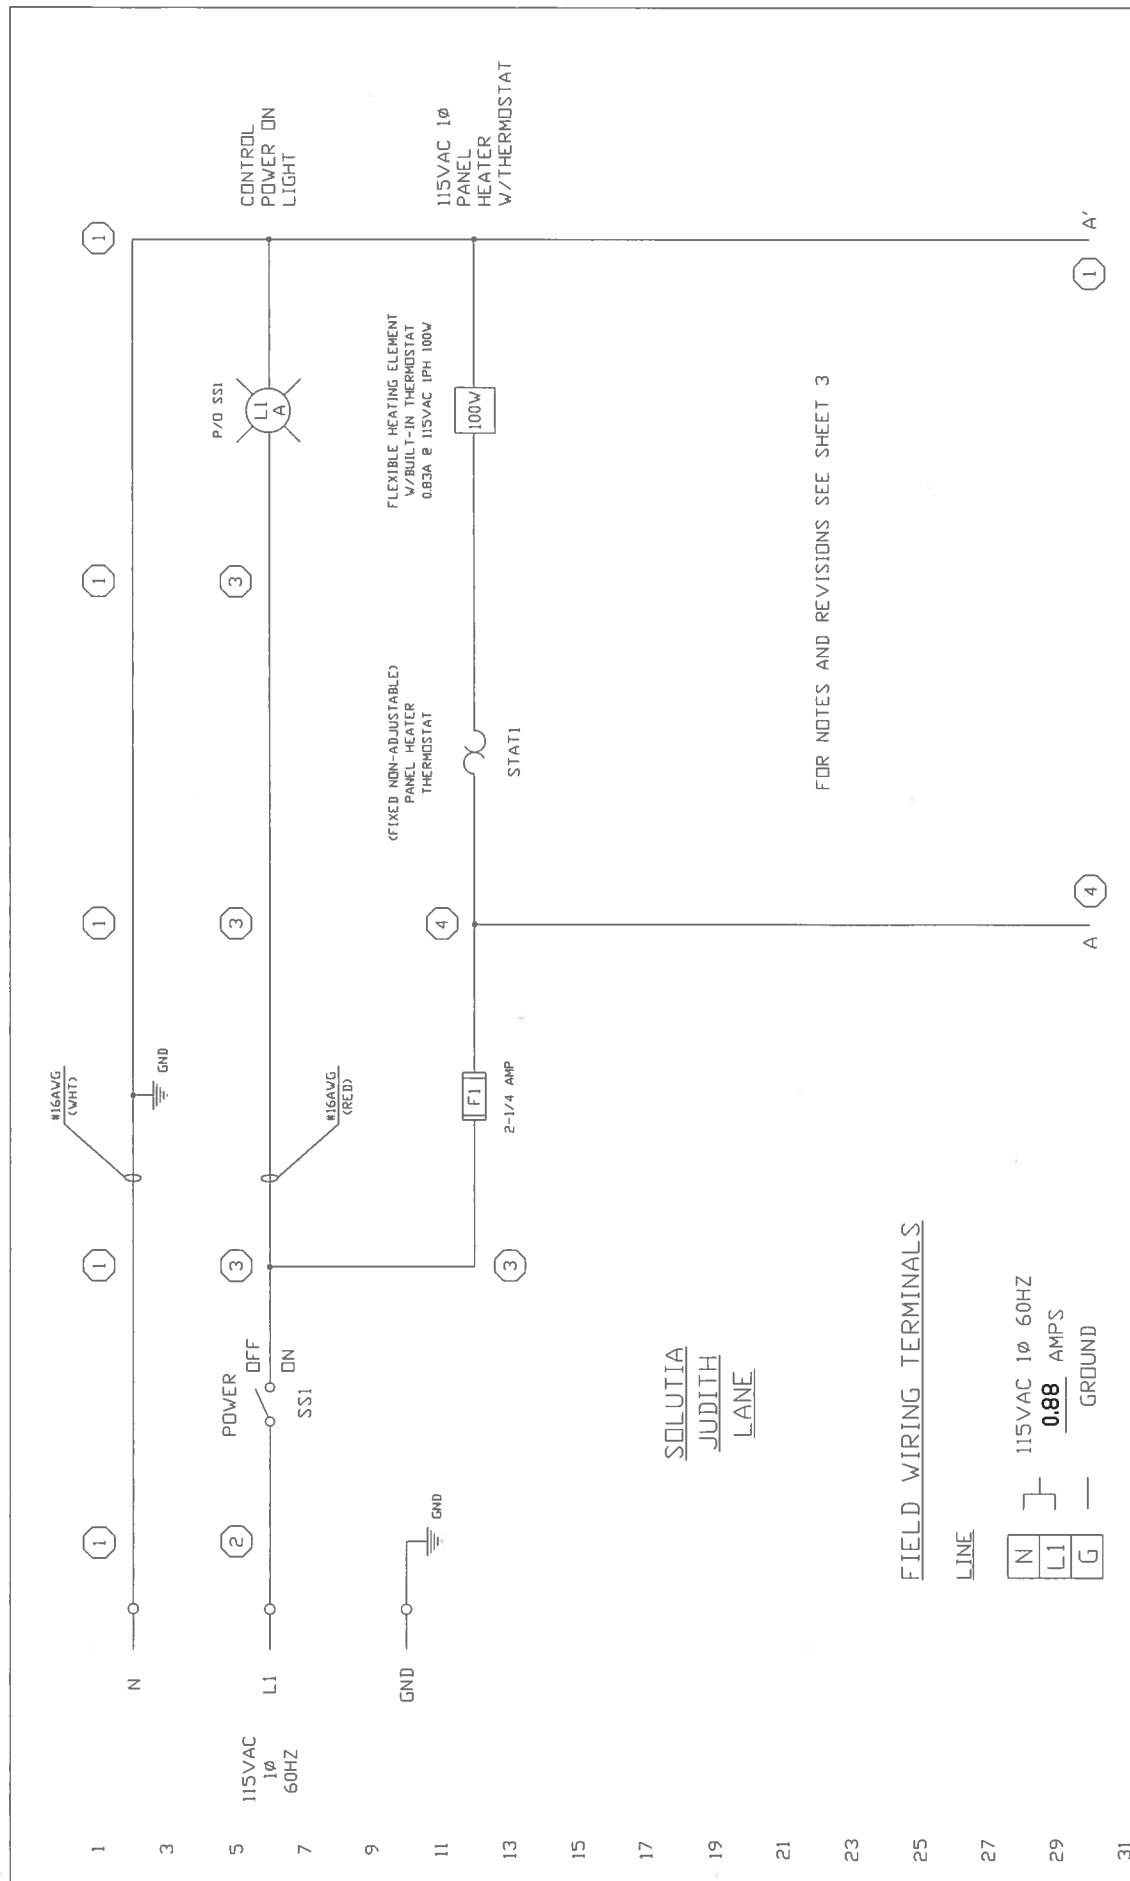 1
3
5
7
9
11
13
15
17
19
21
23
25
27
29
31
115VAC
1Ø
60HZ
N
L1
GND
1
2
GND
POWER
OFF
ON
SS1
1
3
3
#16AWG
(WHT)
GND
#16AWG
(RED)
F1
2-1/4 AMP
1
3
4
(FIXED NON-ADJUSTABLE)
PANEL HEATER
THERMOSTAT
STAT1
1
3
P/O SS1
L1
A
FLEXIBLE HEATING ELEMENT
W/BUILT-IN THERMOSTAT
0.83A @ 115VAC 1PH 100W
100W
1
CONTROL
POWER ON
LIGHT
115VAC 1Ø
PANEL
HEATER
W/THERMOSTAT
SOLUTIA
JUDITH
LANE
FOR NOTES AND REVISIONS SEE SHEET 3
FIELD WIRING TERMINALS
LINE
N
L1
G
115VAC 1Ø 60HZ
0.88 AMPS
GROUND
A
4
1
A'